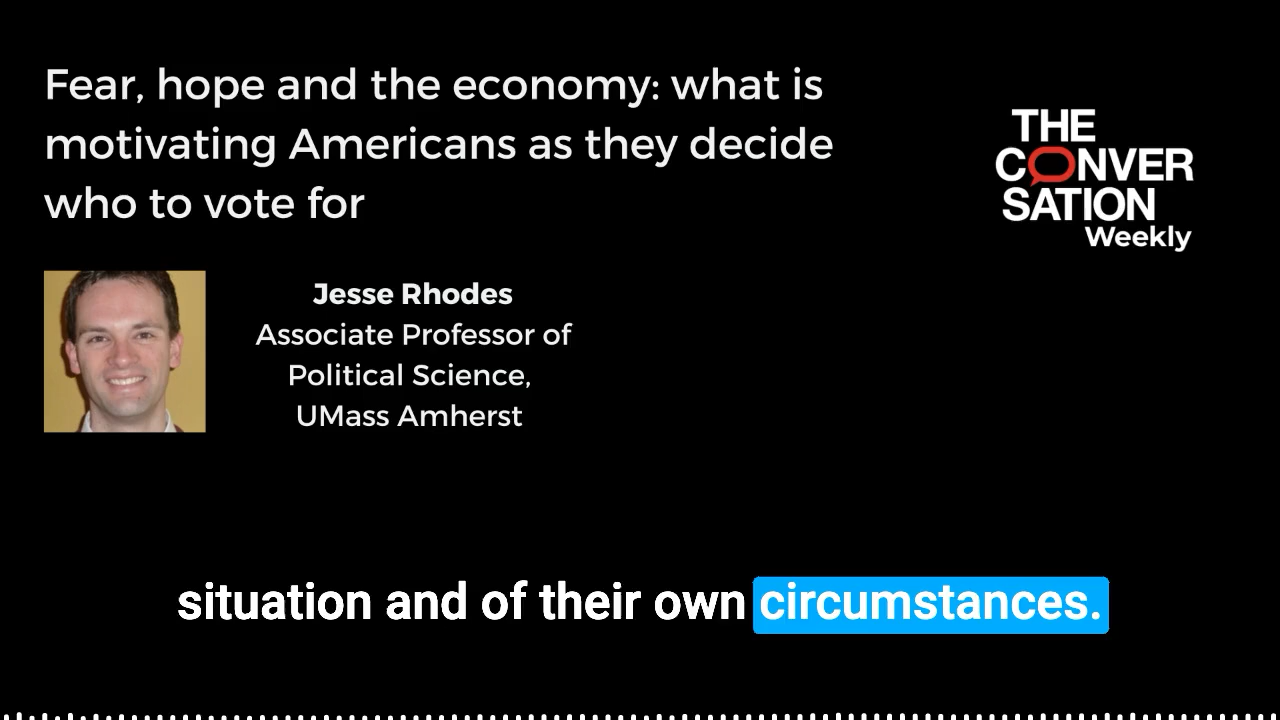 Fear, hope and the economy: what is
motivating Americans as they decide
who to vote for
THE
CONVER
SATION
Weekly
Jesse Rhodes
Associate Professor of
Political Science,
UMass Amherst
situation and of their own circumstances.